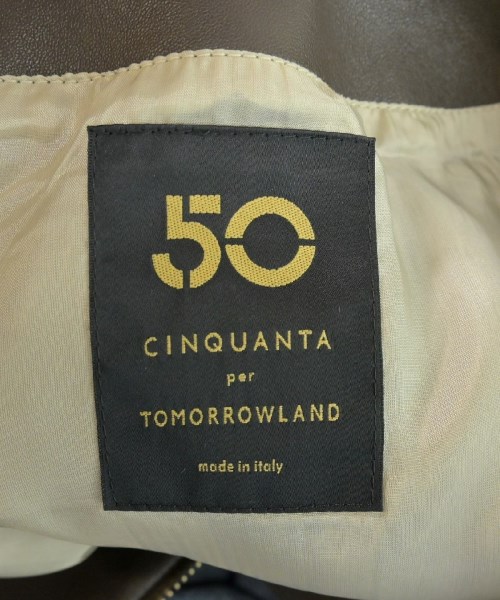 50
CINQUANTA
per
TOMORROWLAND
made in italy